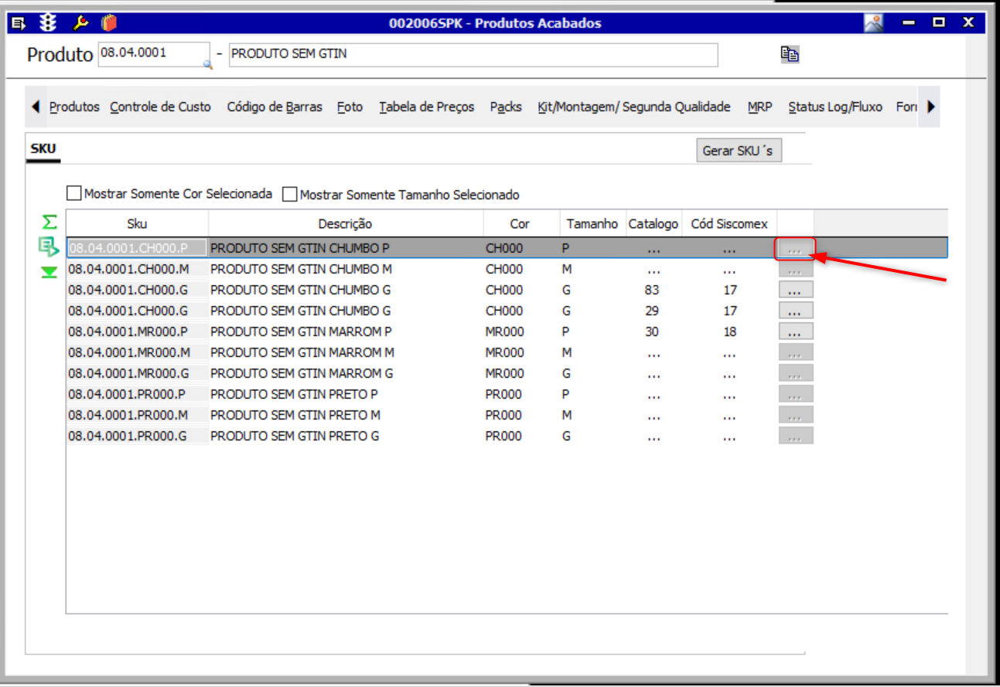 002006SPK - Produtos Acabados
Produto 08.04.0001 - PRODUTO SEM GTIN
Produtos Controle de Custo Código de Barras Foto Tabela de Preços Packs Kit/Montagem/ Segunda Qualidade MRP Status Log/Fluxo Forr
SKU Gerar SKU´s
Mostrar Somente Cor Selecionada Mostrar Somente Tamanho Selecionado
Sku Descrição Cor Tamanho Catalogo Cód Siscomex
08.04.0001.CH000.P PRODUTO SEM GTIN CHUMBO P CH000 P ... ... ...
08.04.0001.CH000.M PRODUTO SEM GTIN CHUMBO M CH000 M ... ... ...
08.04.0001.CH000.G PRODUTO SEM GTIN CHUMBO G CH000 G 83 17 ...
08.04.0001.CH000.G PRODUTO SEM GTIN CHUMBO G CH000 G 29 17 ...
08.04.0001.MR000.P PRODUTO SEM GTIN MARROM P MR000 P 30 18 ...
08.04.0001.MR000.M PRODUTO SEM GTIN MARROM M MR000 M ... ... ...
08.04.0001.MR000.G PRODUTO SEM GTIN MARROM G MR000 G ... ... ...
08.04.0001.PR000.P PRODUTO SEM GTIN PRETO P PR000 P ... ... ...
08.04.0001.PR000.M PRODUTO SEM GTIN PRETO M PR000 M ... ... ...
08.04.0001.PR000.G PRODUTO SEM GTIN PRETO G PR000 G ... ... ...